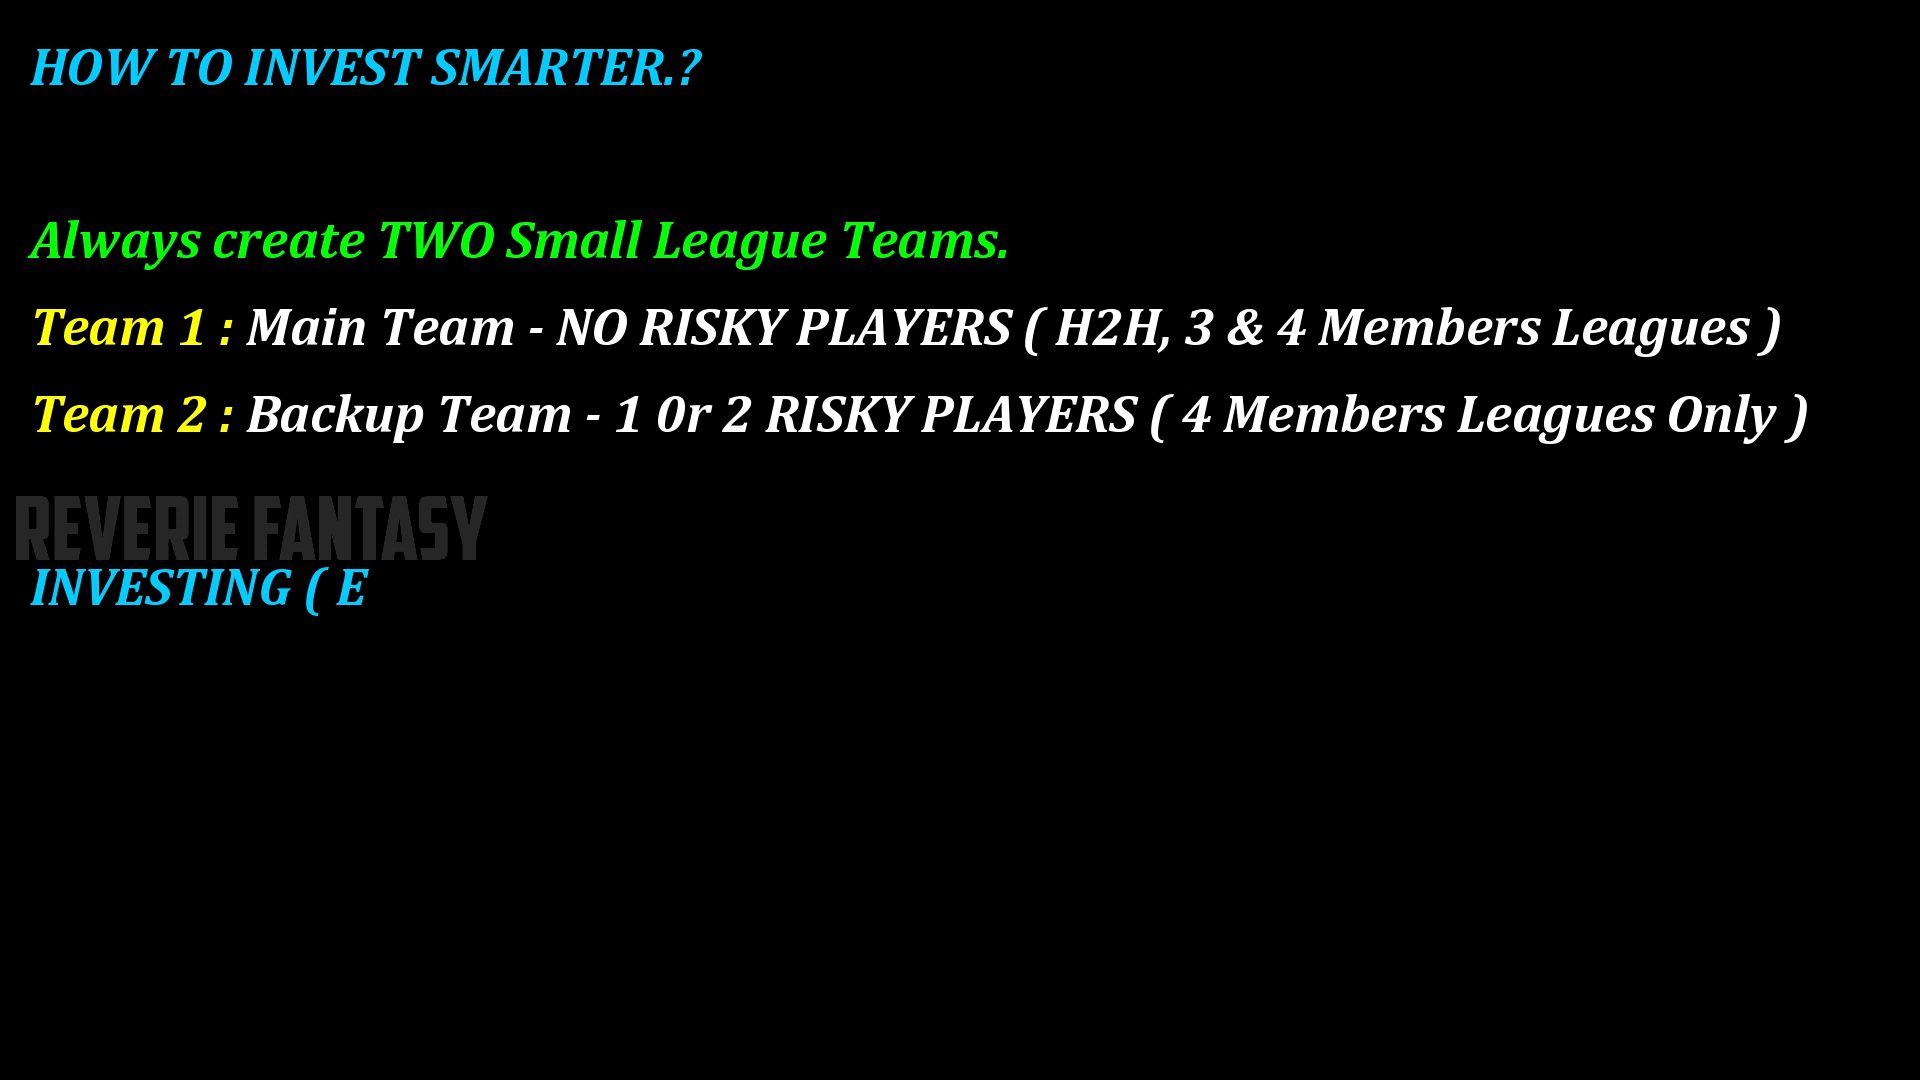 HOW TO INVEST SMARTER.?
Always create TWO Small League Teams.
Team 1 : Main Team - NO RISKY PLAYERS ( H2H, 3 & 4 Members Leagues )
Team 2 : Backup Team - 1 0r 2 RISKY PLAYERS ( 4 Members Leagues Only )
REVERIE FANTASY
INVESTING ( E